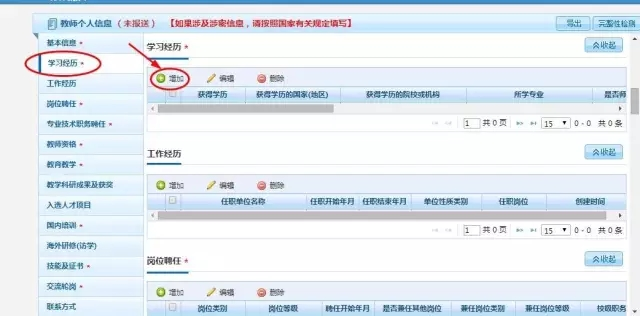 教师个人信息 （未报送） 【如果涉及涉密信息，请按照国家有关规定填写】 导出 完整性检测
基本信息 *
学习经历 *
工作经历
岗位聘任 *
专业技术职务聘任 *
教师资格 *
教育教学 *
教学科研成果及获奖
入选人才项目
国内培训 *
海外研修(访学)
技能及证书 *
交流轮岗 *
联系方式
学习经历 * 收起
增加 编辑 删除
获得学历 获得学历的国家(地区) 获得学历的院校或机构 所学专业 是否师
1 共 0 页 15 0 - 0 共 0 条
工作经历 收起
增加 编辑 删除
任职单位名称 任职开始年月 任职结束年月 单位性质类别 任职岗位 创建时间
1 共 0 页 15 0 - 0 共 0 条
岗位聘任 * 收起
增加 编辑 删除
岗位类别 岗位等级 聘任开始年月 是否兼任其他岗位 兼任岗位类别 兼任岗位等级 校级职务